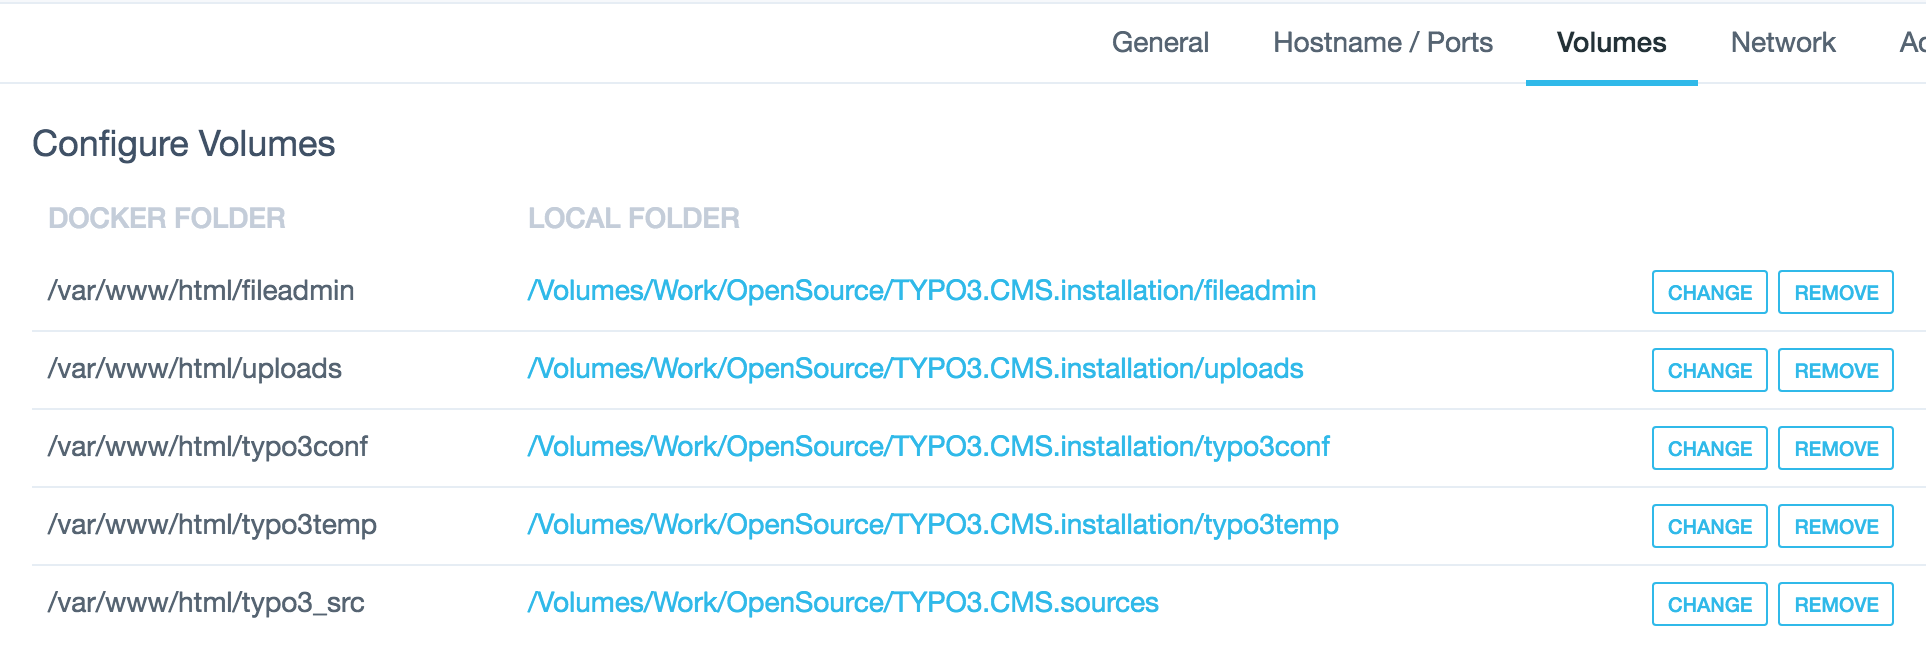 General Hostname / Ports Volumes Network Ac
Configure Volumes
DOCKER FOLDER LOCAL FOLDER
/var/www/html/fileadmin /Volumes/Work/OpenSource/TYPO3.CMS.installation/fileadmin CHANGE REMOVE
/var/www/html/uploads /Volumes/Work/OpenSource/TYPO3.CMS.installation/uploads CHANGE REMOVE
/var/www/html/typo3conf /Volumes/Work/OpenSource/TYPO3.CMS.installation/typo3conf CHANGE REMOVE
/var/www/html/typo3temp /Volumes/Work/OpenSource/TYPO3.CMS.installation/typo3temp CHANGE REMOVE
/var/www/html/typo3_src /Volumes/Work/OpenSource/TYPO3.CMS.sources CHANGE REMOVE